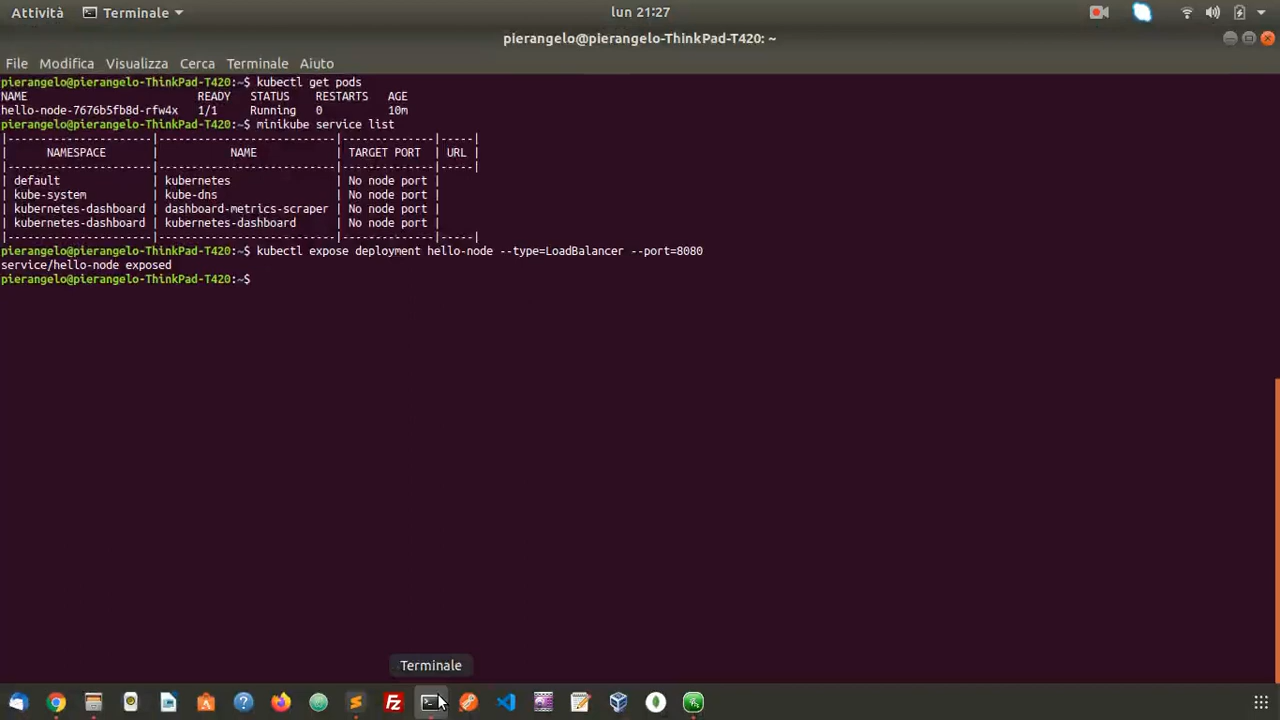 Attività Terminale lun 21:27
pierangelo@pierangelo-ThinkPad-T420: ~
File Modifica Visualizza Cerca Terminale Aiuto
pierangelo@pierangelo-ThinkPad-T420:~$ kubectl get pods
NAME READY STATUS RESTARTS AGE
hello-node-7676b5fb8d-rfw4x 1/1 Running 0 10m
pierangelo@pierangelo-ThinkPad-T420:~$ minikube service list
|----------------------|---------------------------|-------------|-----|
| NAMESPACE | NAME | TARGET PORT | URL |
|----------------------|---------------------------|-------------|-----|
| default | kubernetes | No node port |
| kube-system | kube-dns | No node port |
| kubernetes-dashboard | dashboard-metrics-scraper | No node port |
| kubernetes-dashboard | kubernetes-dashboard | No node port |
|----------------------|---------------------------|-------------|-----|
pierangelo@pierangelo-ThinkPad-T420:~$ kubectl expose deployment hello-node --type=LoadBalancer --port=8080
service/hello-node exposed
pierangelo@pierangelo-ThinkPad-T420:~$
Terminale